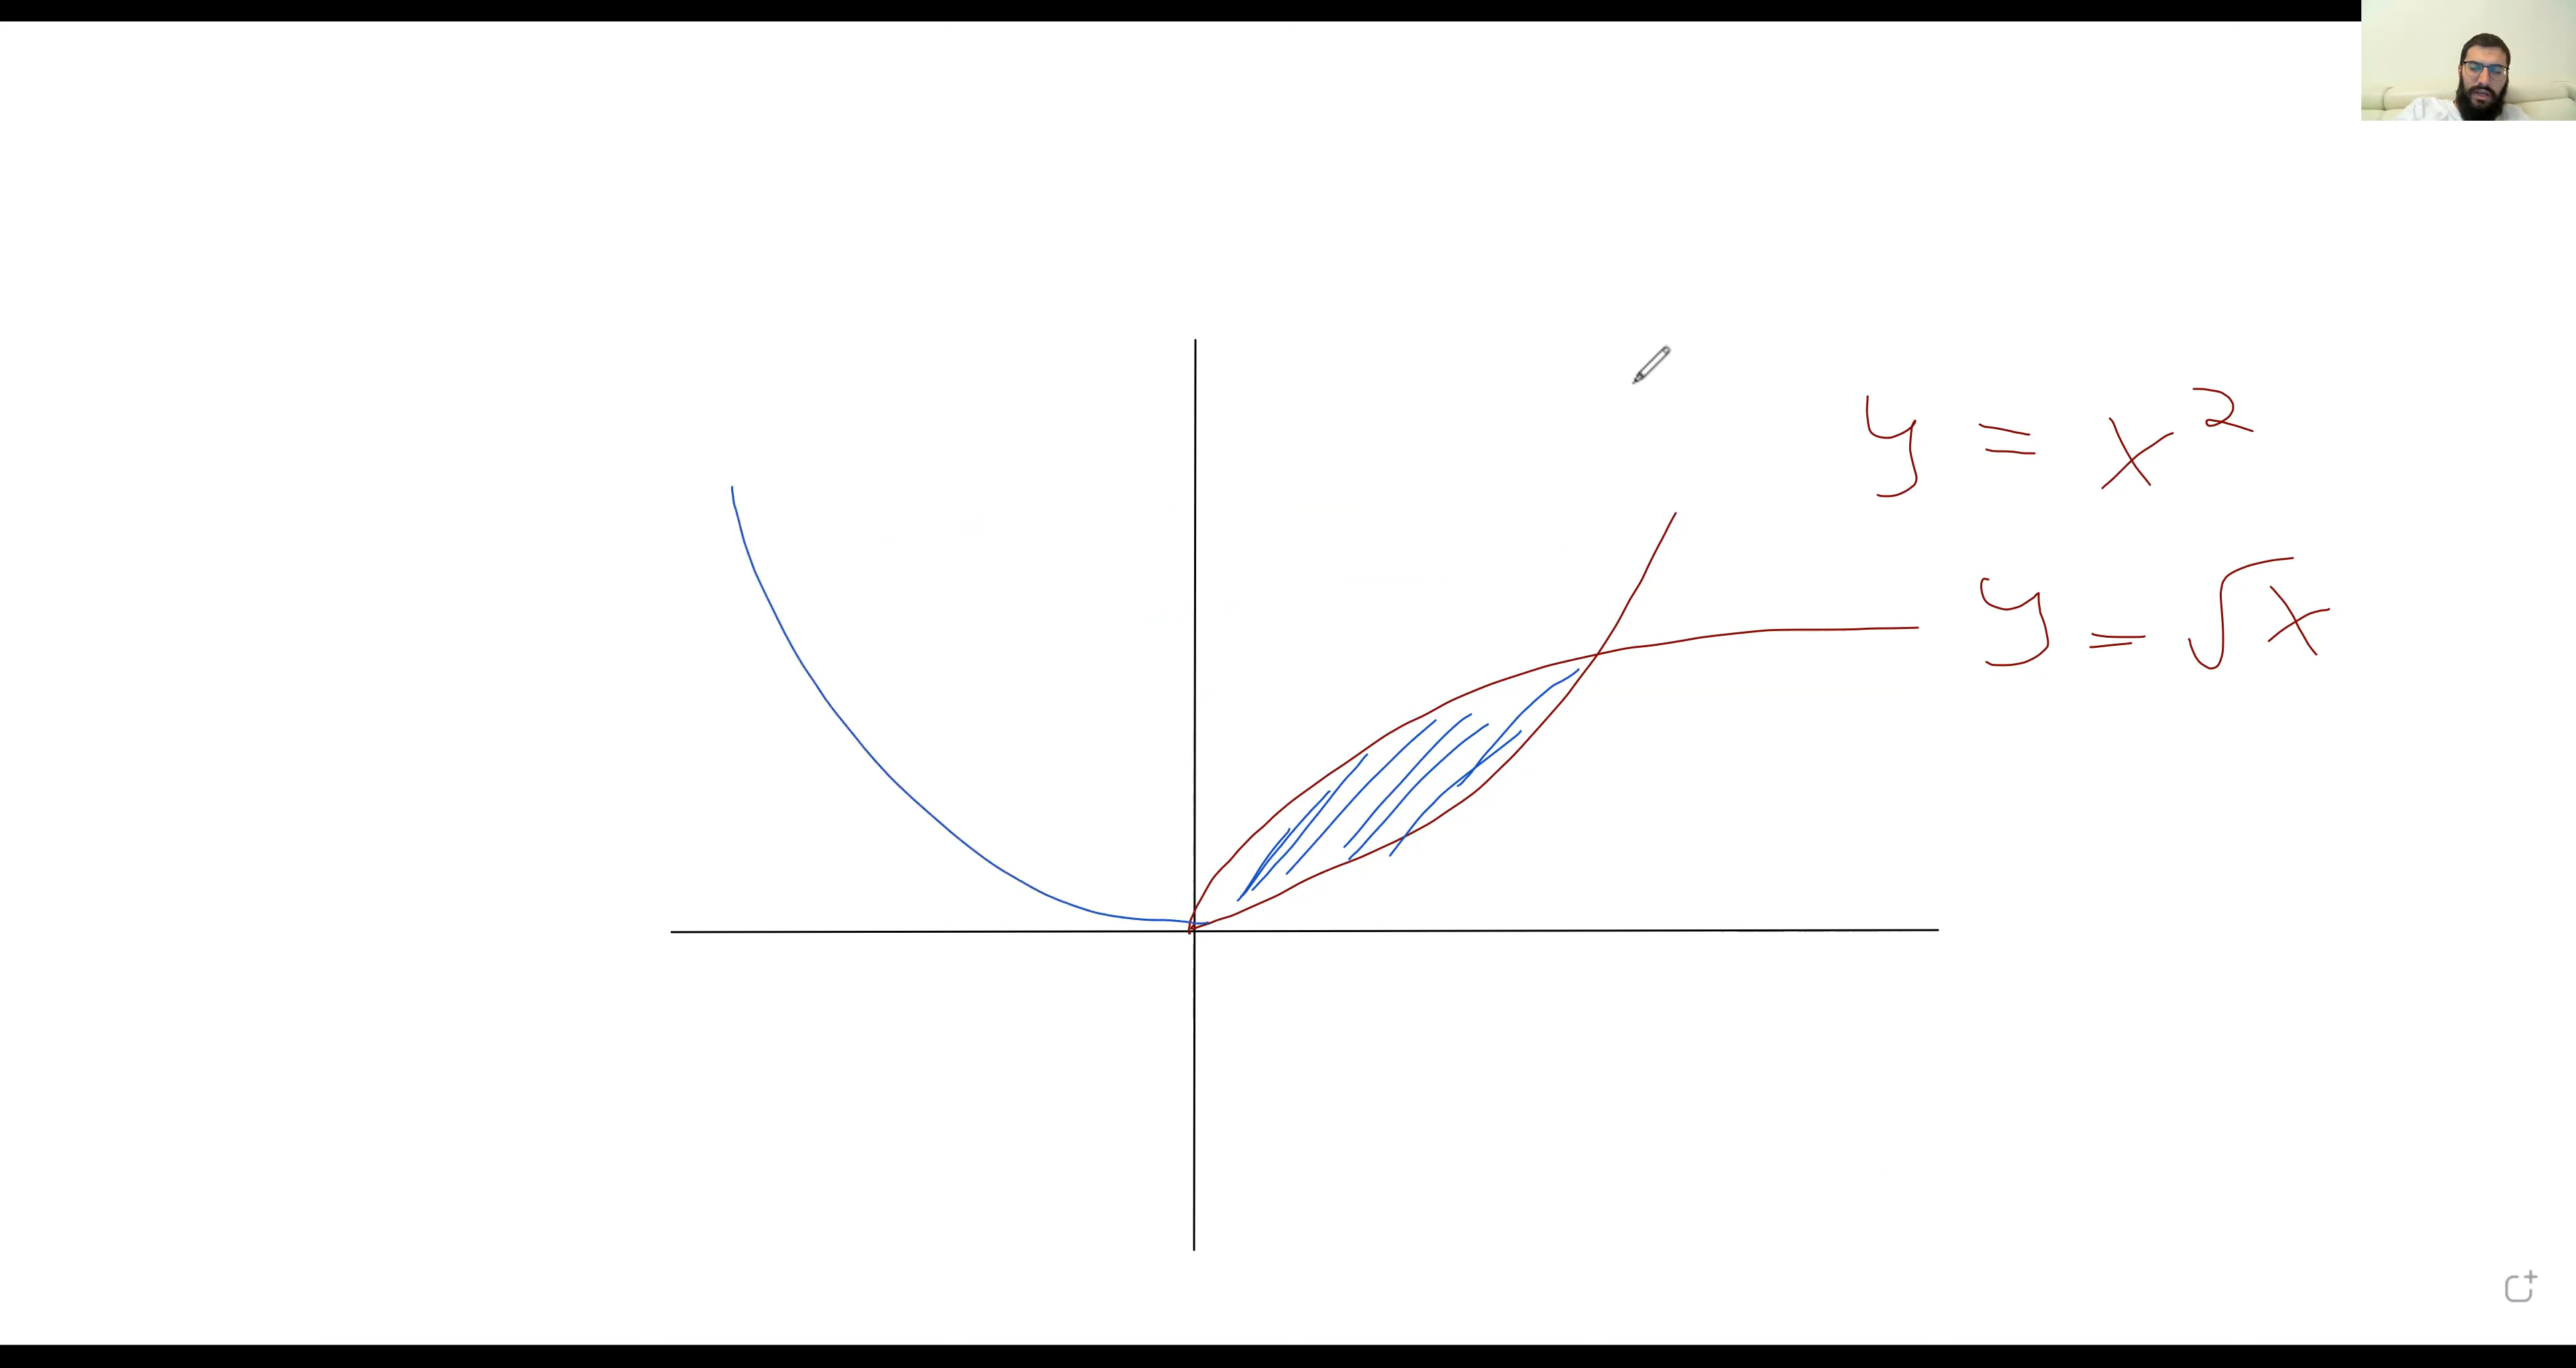 y = x²
y = √x